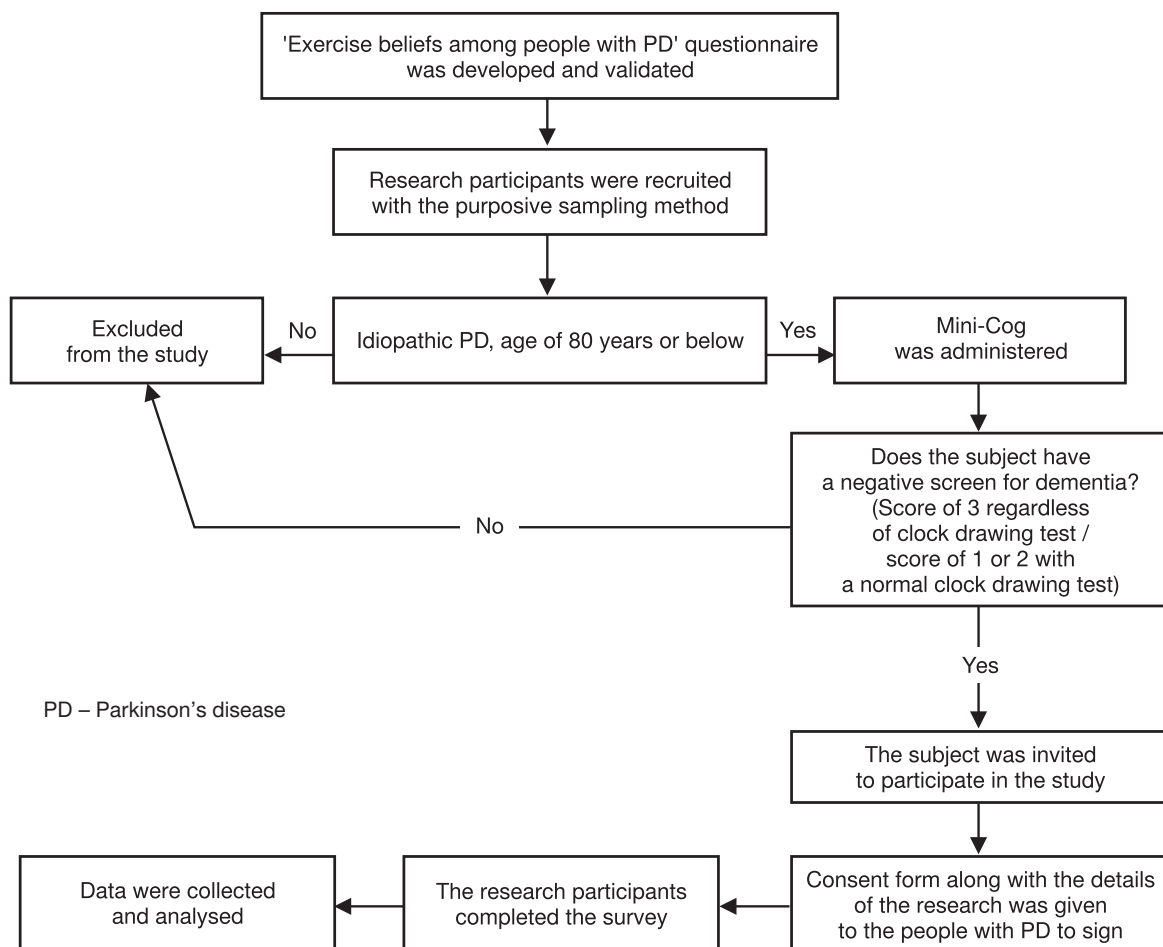 'Exercise beliefs among people with PD' questionnaire
was developed and validated
Research participants were recruited
with the purposive sampling method
Excluded
from the study
No
Idiopathic PD, age of 80 years or below
Yes
Mini-Cog
was administered
Does the subject have
a negative screen for dementia?
(Score of 3 regardless
of clock drawing test /
score of 1 or 2 with
a normal clock drawing test)
No
Yes
PD – Parkinson's disease
The subject was invited
to participate in the study
Consent form along with the details
of the research was given
to the people with PD to sign
The research participants
completed the survey
Data were collected
and analysed